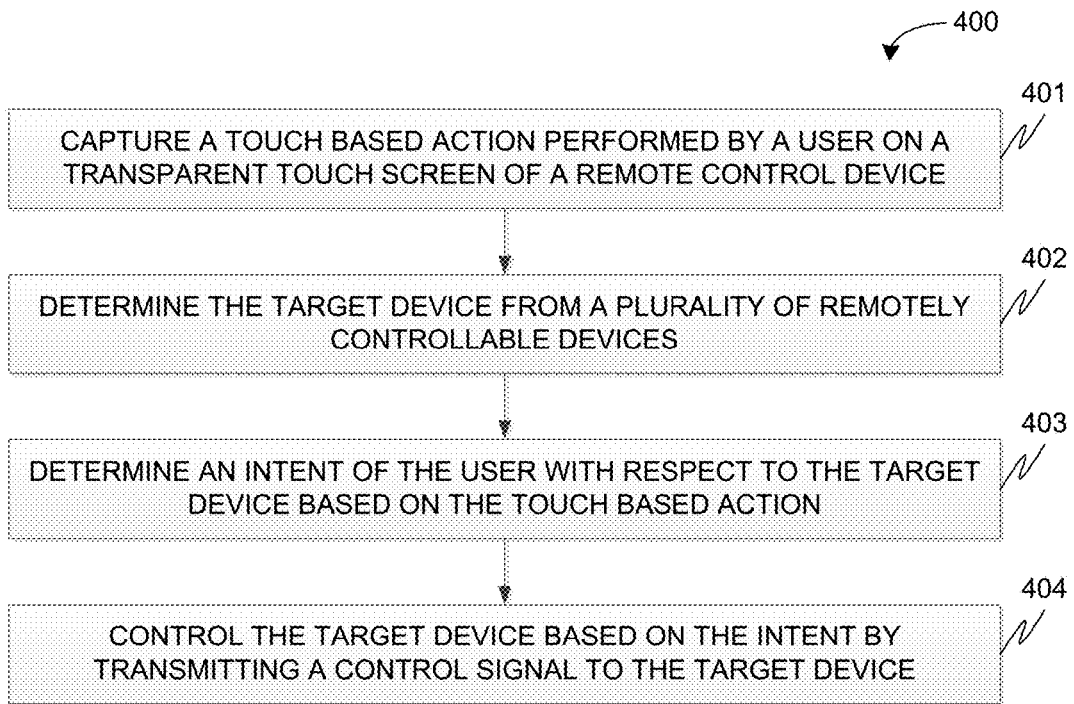 400
401
CAPTURE A TOUCH BASED ACTION PERFORMED BY A USER ON A
TRANSPARENT TOUCH SCREEN OF A REMOTE CONTROL DEVICE
402
DETERMINE THE TARGET DEVICE FROM A PLURALITY OF REMOTELY
CONTROLLABLE DEVICES
403
DETERMINE AN INTENT OF THE USER WITH RESPECT TO THE TARGET
DEVICE BASED ON THE TOUCH BASED ACTION
404
CONTROL THE TARGET DEVICE BASED ON THE INTENT BY
TRANSMITTING A CONTROL SIGNAL TO THE TARGET DEVICE